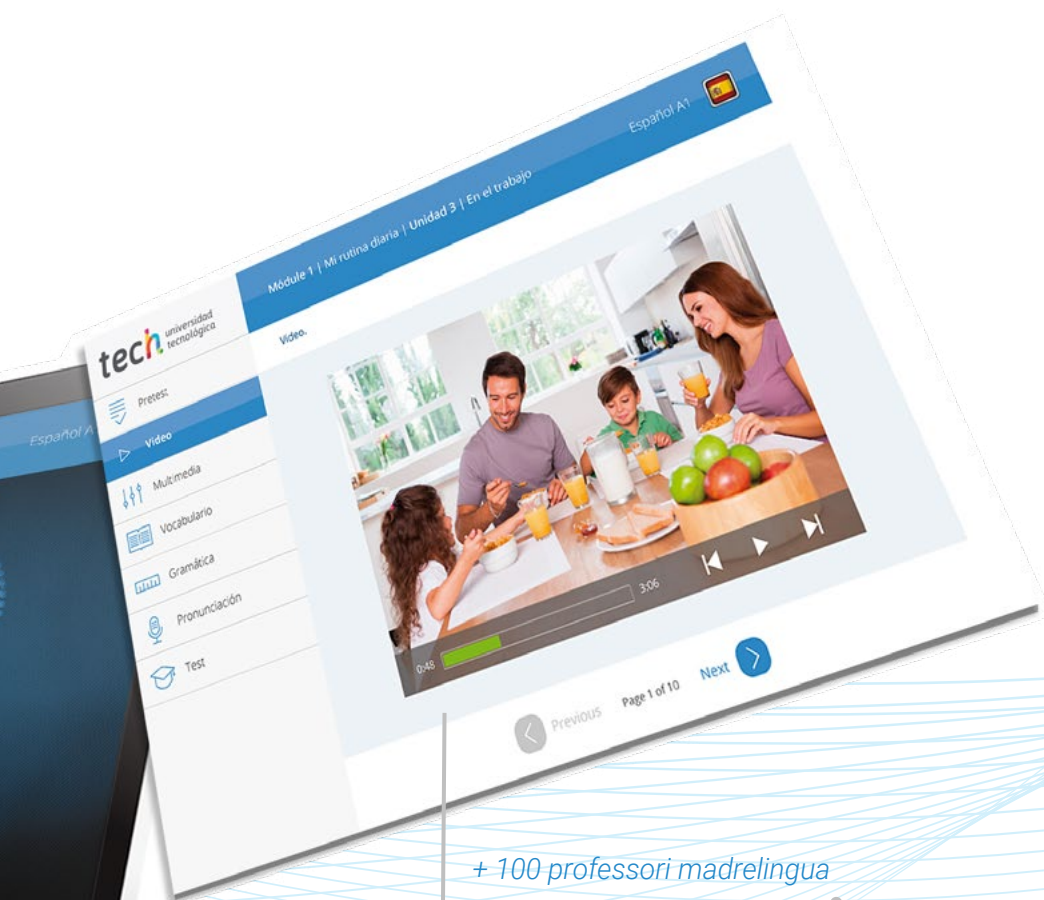 Español A1
Módule 1 | Mi rutina diaria | Unidad 3 | En el trabajo
tech universidad
tecnológica
Video.
Pretest
Video
Multimedia
Vocabulario
Gramática
Pronunciación
Test
Español A
0:48
3:06
Previous
Page 1 of 10
Next
+ 100 professori madrelingua